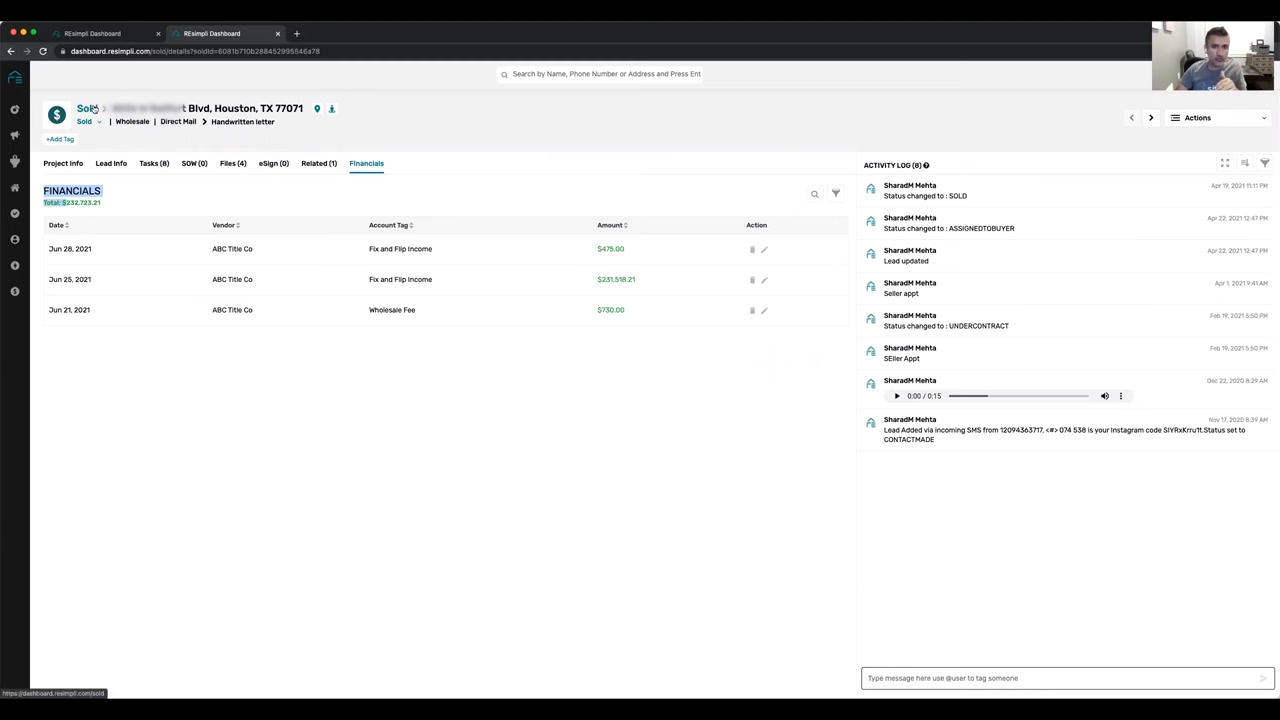 REsimpli Dashboard
REsimpli Dashboard
dashboard.resimpli.com/sold/details?soldId=6081b710b288452995546a78
Search by Name, Phone Number or Address and Press Ent
Sold > Blvd, Houston, TX 77071
Sold | Wholesale | Direct Mail > Handwritten letter
Actions
+Add Tag
Project Info Lead Info Tasks (8) SOW (0) Files (4) eSign (0) Related (1) Financials
ACTIVITY LOG (8)
FINANCIALS
Total: $232,723.21
Date Vendor Account Tag Amount Action
Jun 28, 2021 ABC Title Co Fix and Flip Income $475.00
Jun 25, 2021 ABC Title Co Fix and Flip Income $231,518.21
Jun 21, 2021 ABC Title Co Wholesale Fee $730.00
SharadM Mehta Apr 19, 2021 11:11 PM
Status changed to : SOLD
SharadM Mehta Apr 22, 2021 12:47 PM
Status changed to : ASSIGNEDTOBUYER
SharadM Mehta Apr 22, 2021 12:47 PM
Lead updated
SharadM Mehta Apr 1, 2021 9:41 AM
Seller appt
SharadM Mehta Feb 19, 2021 5:50 PM
Status changed to : UNDERCONTRACT
SharadM Mehta Feb 19, 2021 5:50 PM
SEller Appt
SharadM Mehta Dec 22, 2020 8:29 AM
0:00 / 0:15
SharadM Mehta Nov 17, 2020 8:39 AM
Lead Added via incoming SMS from 12094363717, <#> 074 538 is your Instagram code SIYRxKrru1t.Status set to
CONTACTMADE
Type message here use @user to tag someone
https://dashboard.resimpli.com/sold